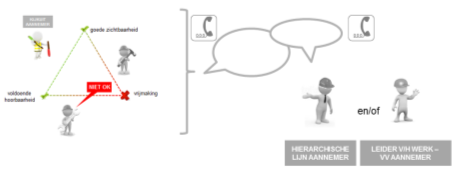 goede zichtbaarheid
voldoende
hoorbaarheid
NIET OK
vrijmaking
en/of
HIERARCHISCHE
LIJN AANNEMER
LEIDER V/H WERK –
VV AANNEMER